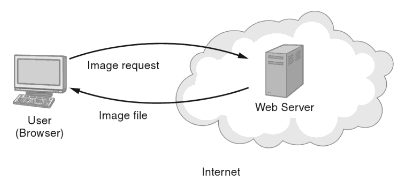 Image request
Web Server
Image file
User
(Browser)
Internet